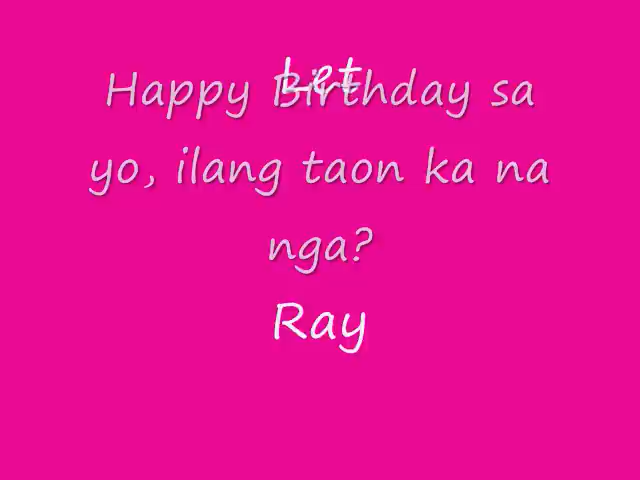 Let
Happy Birthday sa
yo, ilang taon ka na
nga?
Ray